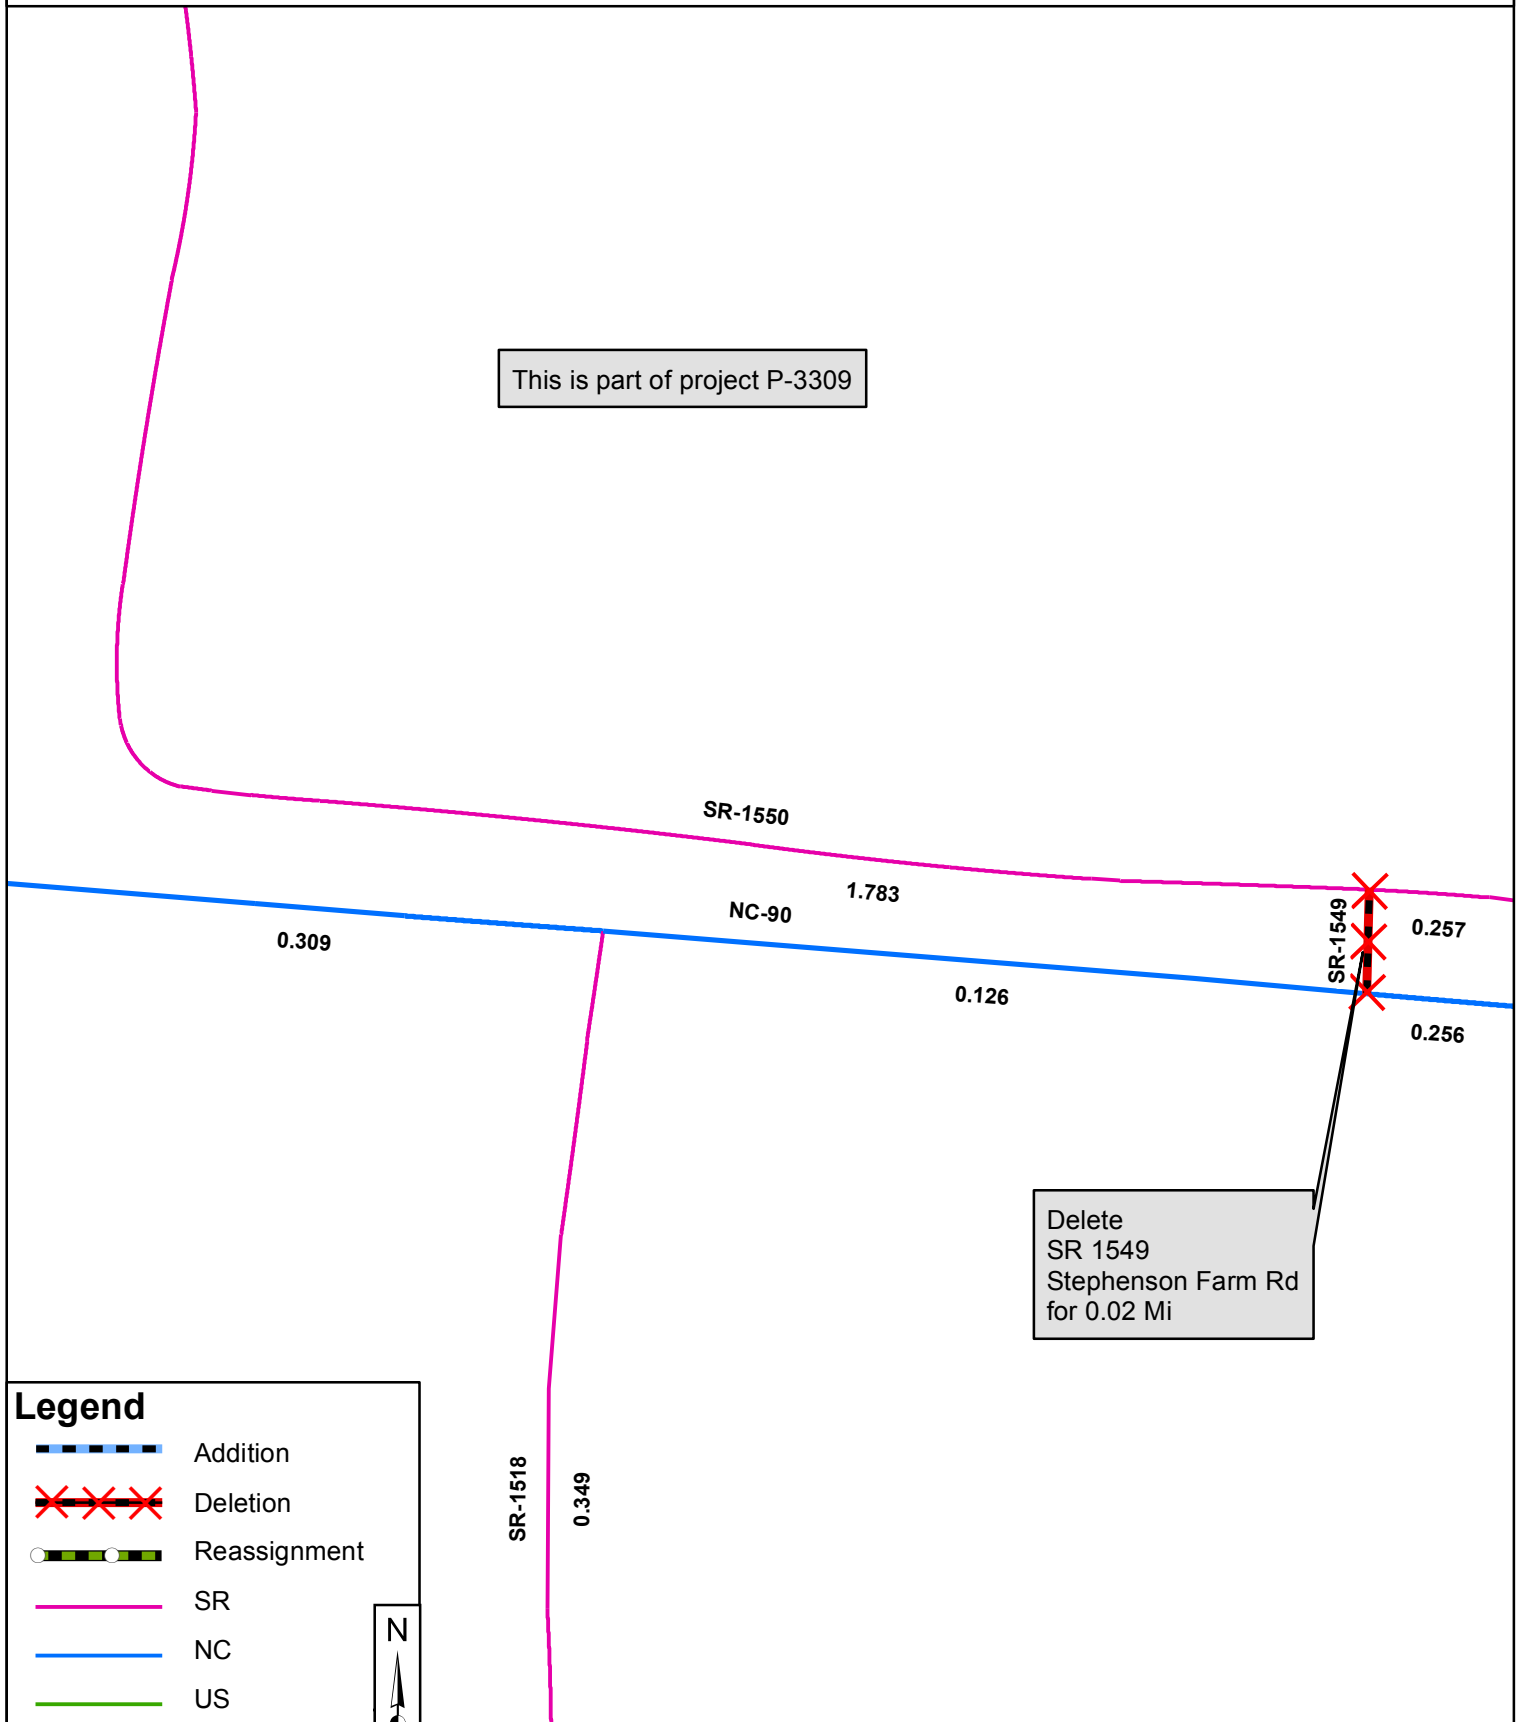 This is part of project P-3309
SR-1550
1.783
NC-90
0.309
0.126
SR-1549
0.257
0.256
Delete
SR 1549
Stephenson Farm Rd
for 0.02 Mi
SR-1518
0.349
Legend
Addition
Deletion
Reassignment
SR
NC
US
N